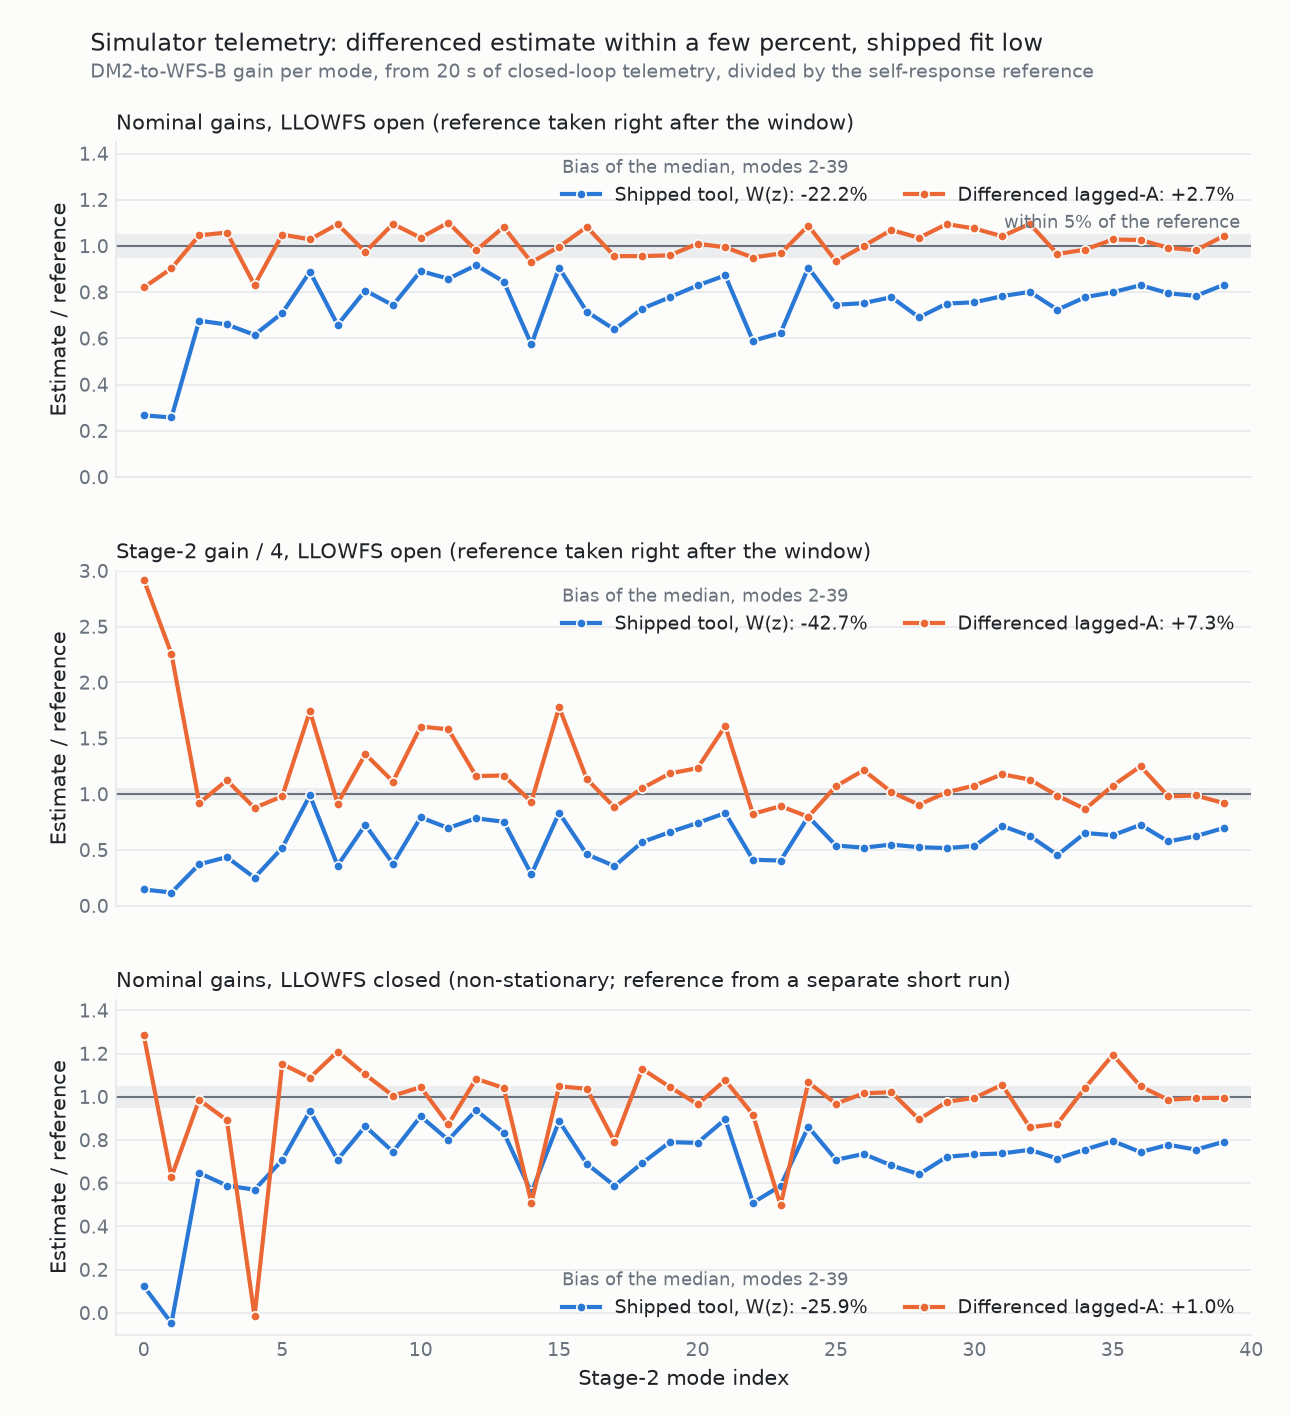 Simulator telemetry: differenced estimate within a few percent, shipped fit low
DM2-to-WFS-B gain per mode, from 20 s of closed-loop telemetry, divided by the self-response reference
Nominal gains, LLOWFS open (reference taken right after the window)
1.4
1.2
1.0
0.8
0.6
0.4
0.2
0.0
Estimate / reference
Bias of the median, modes 2-39
Shipped tool, W(z): -22.2%
Differenced lagged-A: +2.7%
within 5% of the reference
Stage-2 gain / 4, LLOWFS open (reference taken right after the window)
3.0
2.5
2.0
1.5
1.0
0.5
0.0
Estimate / reference
Bias of the median, modes 2-39
Shipped tool, W(z): -42.7%
Differenced lagged-A: +7.3%
Nominal gains, LLOWFS closed (non-stationary; reference from a separate short run)
1.4
1.2
1.0
0.8
0.6
0.4
0.2
0.0
Estimate / reference
Bias of the median, modes 2-39
Shipped tool, W(z): -25.9%
Differenced lagged-A: +1.0%
0 5 10 15 20 25 30 35 40
Stage-2 mode index